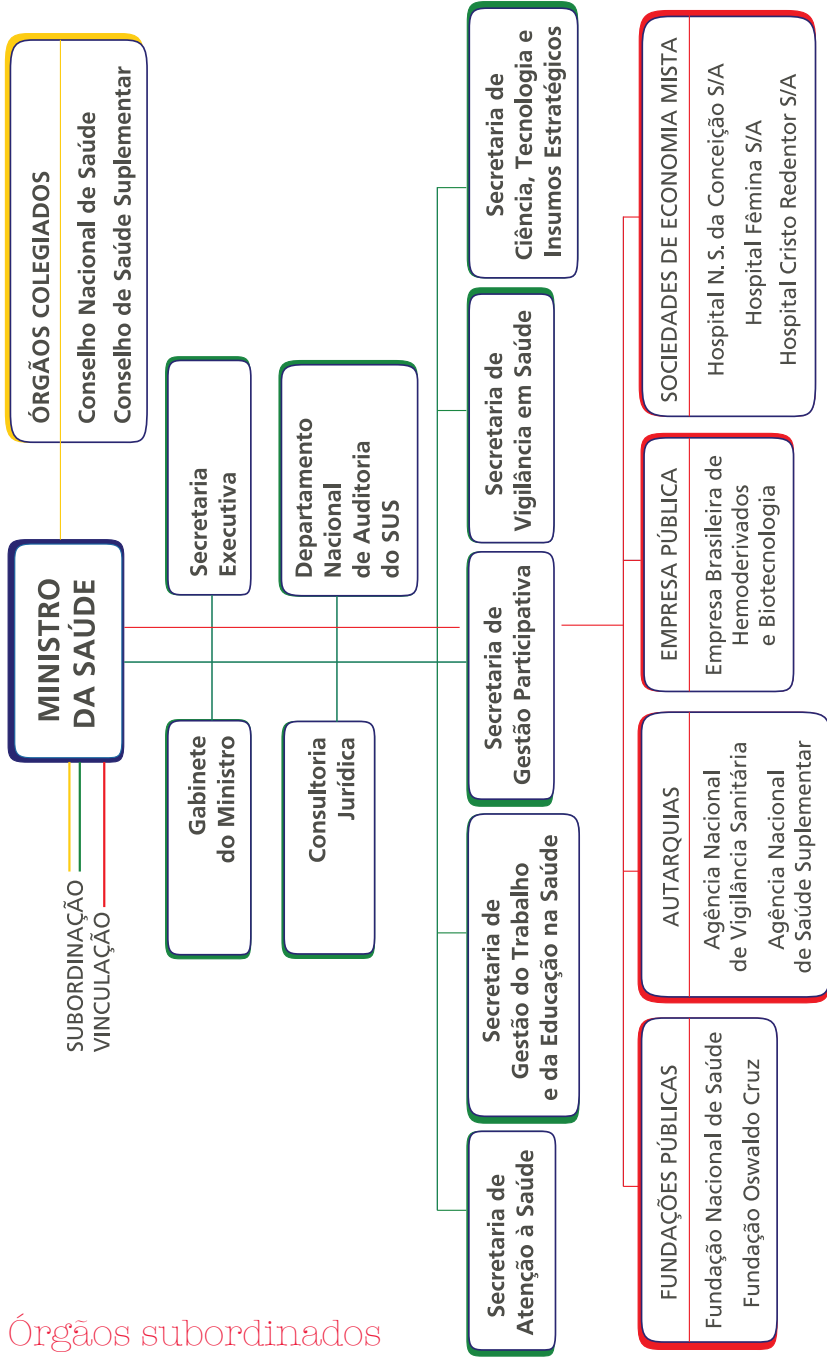 Órgãos subordinados
SUBORDINAÇÃO
VINCULAÇÃO
MINISTRO
DA SAÚDE
ÓRGÃOS COLEGIADOS
Conselho Nacional de Saúde
Conselho de Saúde Suplementar
Gabinete
do Ministro
Secretaria
Executiva
Consultoria
Jurídica
Departamento
Nacional
de Auditoria
do SUS
Secretaria de
Atenção à Saúde
Secretaria de
Gestão do Trabalho
e da Educação na Saúde
Secretaria de
Gestão Participativa
Secretaria de
Vigilância em Saúde
Secretaria de
Ciência, Tecnologia e
Insumos Estratégicos
FUNDAÇÕES PÚBLICAS
Fundação Nacional de Saúde
Fundação Oswaldo Cruz
AUTARQUIAS
Agência Nacional
de Vigilância Sanitária
Agência Nacional
de Saúde Suplementar
EMPRESA PÚBLICA
Empresa Brasileira de
Hemoderivados
e Biotecnologia
SOCIEDADES DE ECONOMIA MISTA
Hospital N. S. da Conceição S/A
Hospital Fêmina S/A
Hospital Cristo Redentor S/A